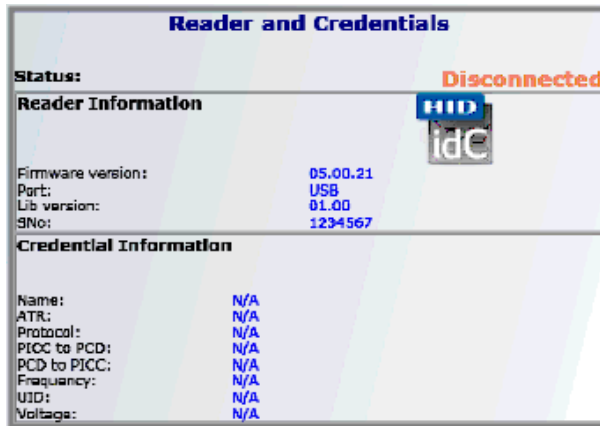 Reader and Credentials
Status: Disconnected
Reader Information
HID
idC
Firmware version: 05.00.21
Port: USB
Lib version: 01.00
SNo: 1234567
Credential Information
Name: N/A
ATR: N/A
Protocol: N/A
PICC to PCD: N/A
PCD to PICC: N/A
Frequency: N/A
UID: N/A
Voltage: N/A